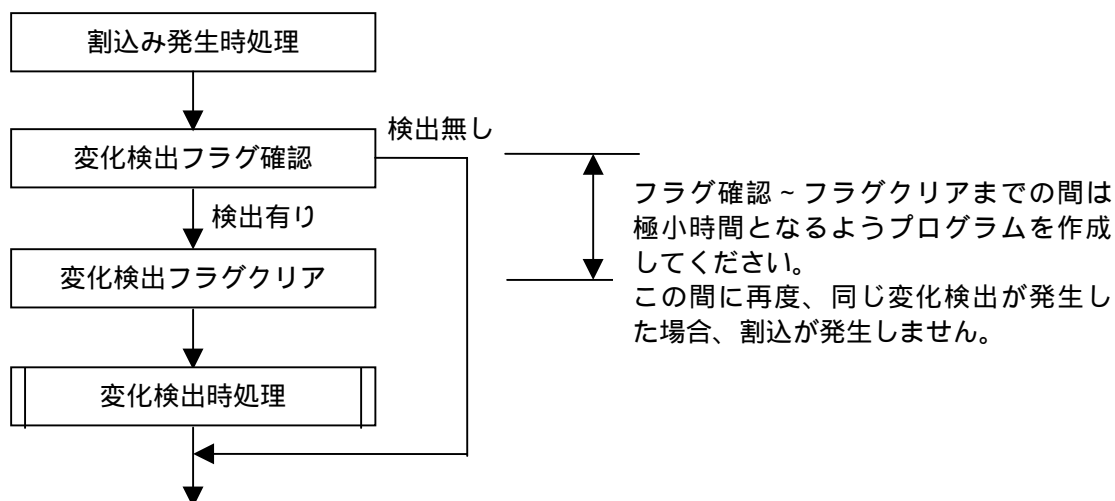 割込み発生時処理
検出無し
変化検出フラグ確認
検出有り
変化検出フラグクリア
フラグ確認~フラグクリアまでの間は
極小時間となるようプログラムを作成
してください。
この間に再度、同じ変化検出が発生し
た場合、割込が発生しません。
変化検出時処理